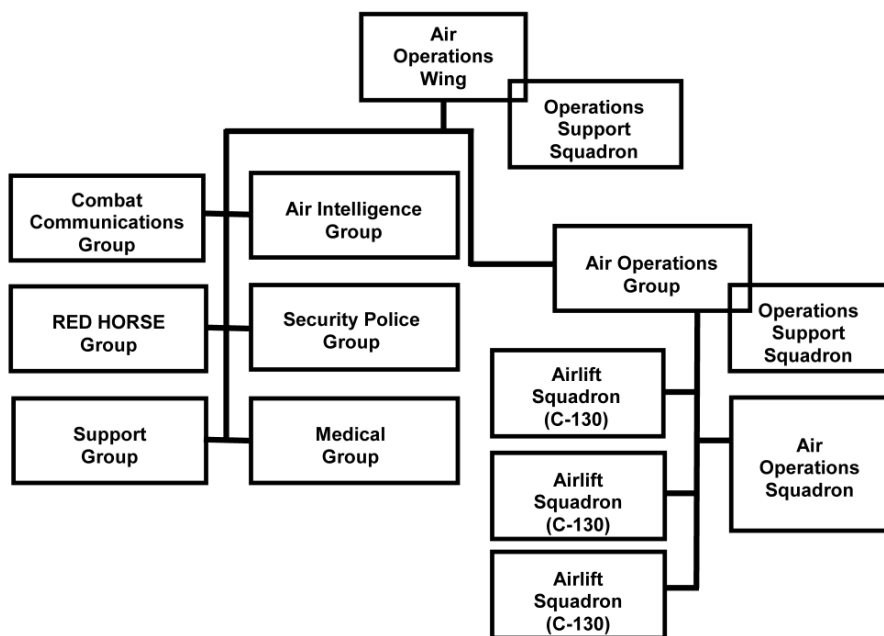 Air
Operations
Wing
Operations
Support
Squadron
Combat
Communications
Group
Air Intelligence
Group
Air Operations
Group
RED HORSE
Group
Security Police
Group
Operations
Support
Squadron
Airlift
Squadron
(C-130)
Support
Group
Medical
Group
Air
Operations
Squadron
Airlift
Squadron
(C-130)
Airlift
Squadron
(C-130)